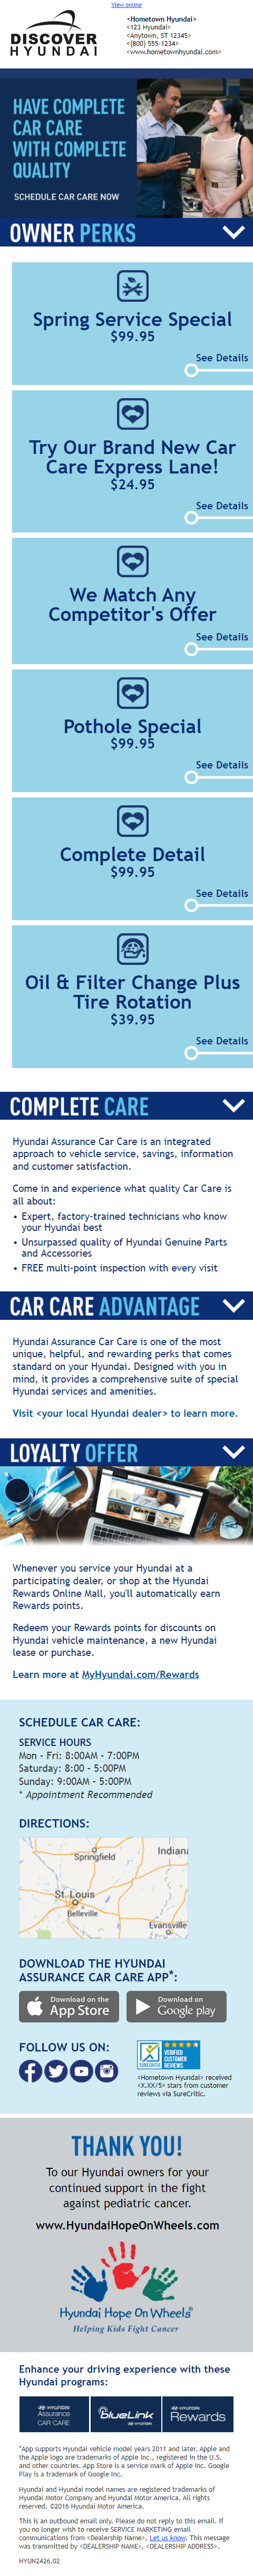 View online
DISCOVER
HYUNDAI
<Hometown Hyundai>
<123 Hyundai>
<Anytown, ST 12345>
<(800) 555-1234>
<www.hometownhyundai.com>
HAVE COMPLETE
CAR CARE
WITH COMPLETE
QUALITY
SCHEDULE CAR CARE NOW
OWNER PERKS
Spring Service Special
$99.95
See Details
Try Our Brand New Car
Care Express Lane!
$24.95
See Details
We Match Any
Competitor's Offer
See Details
Pothole Special
$99.95
See Details
Complete Detail
$99.95
See Details
Oil & Filter Change Plus
Tire Rotation
$39.95
See Details
COMPLETE CARE
Hyundai Assurance Car Care is an integrated
approach to vehicle service, savings, information
and customer satisfaction.
Come in and experience what quality Car Care is
all about:
• Expert, factory-trained technicians who know
your Hyundai best
• Unsurpassed quality of Hyundai Genuine Parts
and Accessories
• FREE multi-point inspection with every visit
CAR CARE ADVANTAGE
Hyundai Assurance Car Care is one of the most
unique, helpful, and rewarding perks that comes
standard on your Hyundai. Designed with you in
mind, it provides a comprehensive suite of special
Hyundai services and amenities.
Visit <your local Hyundai dealer> to learn more.
LOYALTY OFFER
Whenever you service your Hyundai at a
participating dealer, or shop at the Hyundai
Rewards Online Mall, you'll automatically earn
Rewards points.
Redeem your Rewards points for discounts on
Hyundai vehicle maintenance, a new Hyundai
lease or purchase.
Learn more at MyHyundai.com/Rewards
SCHEDULE CAR CARE:
SERVICE HOURS
Mon - Fri: 8:00AM - 7:00PM
Saturday: 8:00 - 5:00PM
Sunday: 9:00AM - 5:00PM
* Appointment Recommended
DIRECTIONS:
Indiana
Springfield
St. Louis
Belleville
Evansville
DOWNLOAD THE HYUNDAI
ASSURANCE CAR CARE APP*:
Download on the
App Store
Download on
Google play
FOLLOW US ON:
SURECRITIC
VERIFIED
CUSTOMER
REVIEWS
<Hometown Hyundai> received
<X.XX/5> stars from customer
reviews via SureCritic.
THANK YOU!
To our Hyundai owners for your
continued support in the fight
against pediatric cancer.
www.HyundaiHopeOnWheels.com
Hyundai Hope On Wheels®
Helping Kids Fight Cancer
Enhance your driving experience with these
Hyundai programs:
HYUNDAI
Assurance
CAR CARE
BlueLink
HYUNDAI
HYUNDAI
Rewards
*App supports Hyundai vehicle model years 2011 and later. Apple and
the Apple logo are trademarks of Apple Inc., registered in the U.S.
and other countries. App Store is a service mark of Apple Inc. Google
Play is a trademark of Google Inc.
Hyundai and Hyundai model names are registered trademarks of
Hyundai Motor Company and Hyundai Motor America. All rights
reserved. ©2016 Hyundai Motor America.
This is an outbound email only. Please do not reply to this email. If
you no longer wish to receive SERVICE MARKETING email
communications from <Dealership Name>, Let us know. This message
was transmitted by <DEALERSHIP NAME>, <DEALERSHIP ADDRESS>.
HYUN2426.02